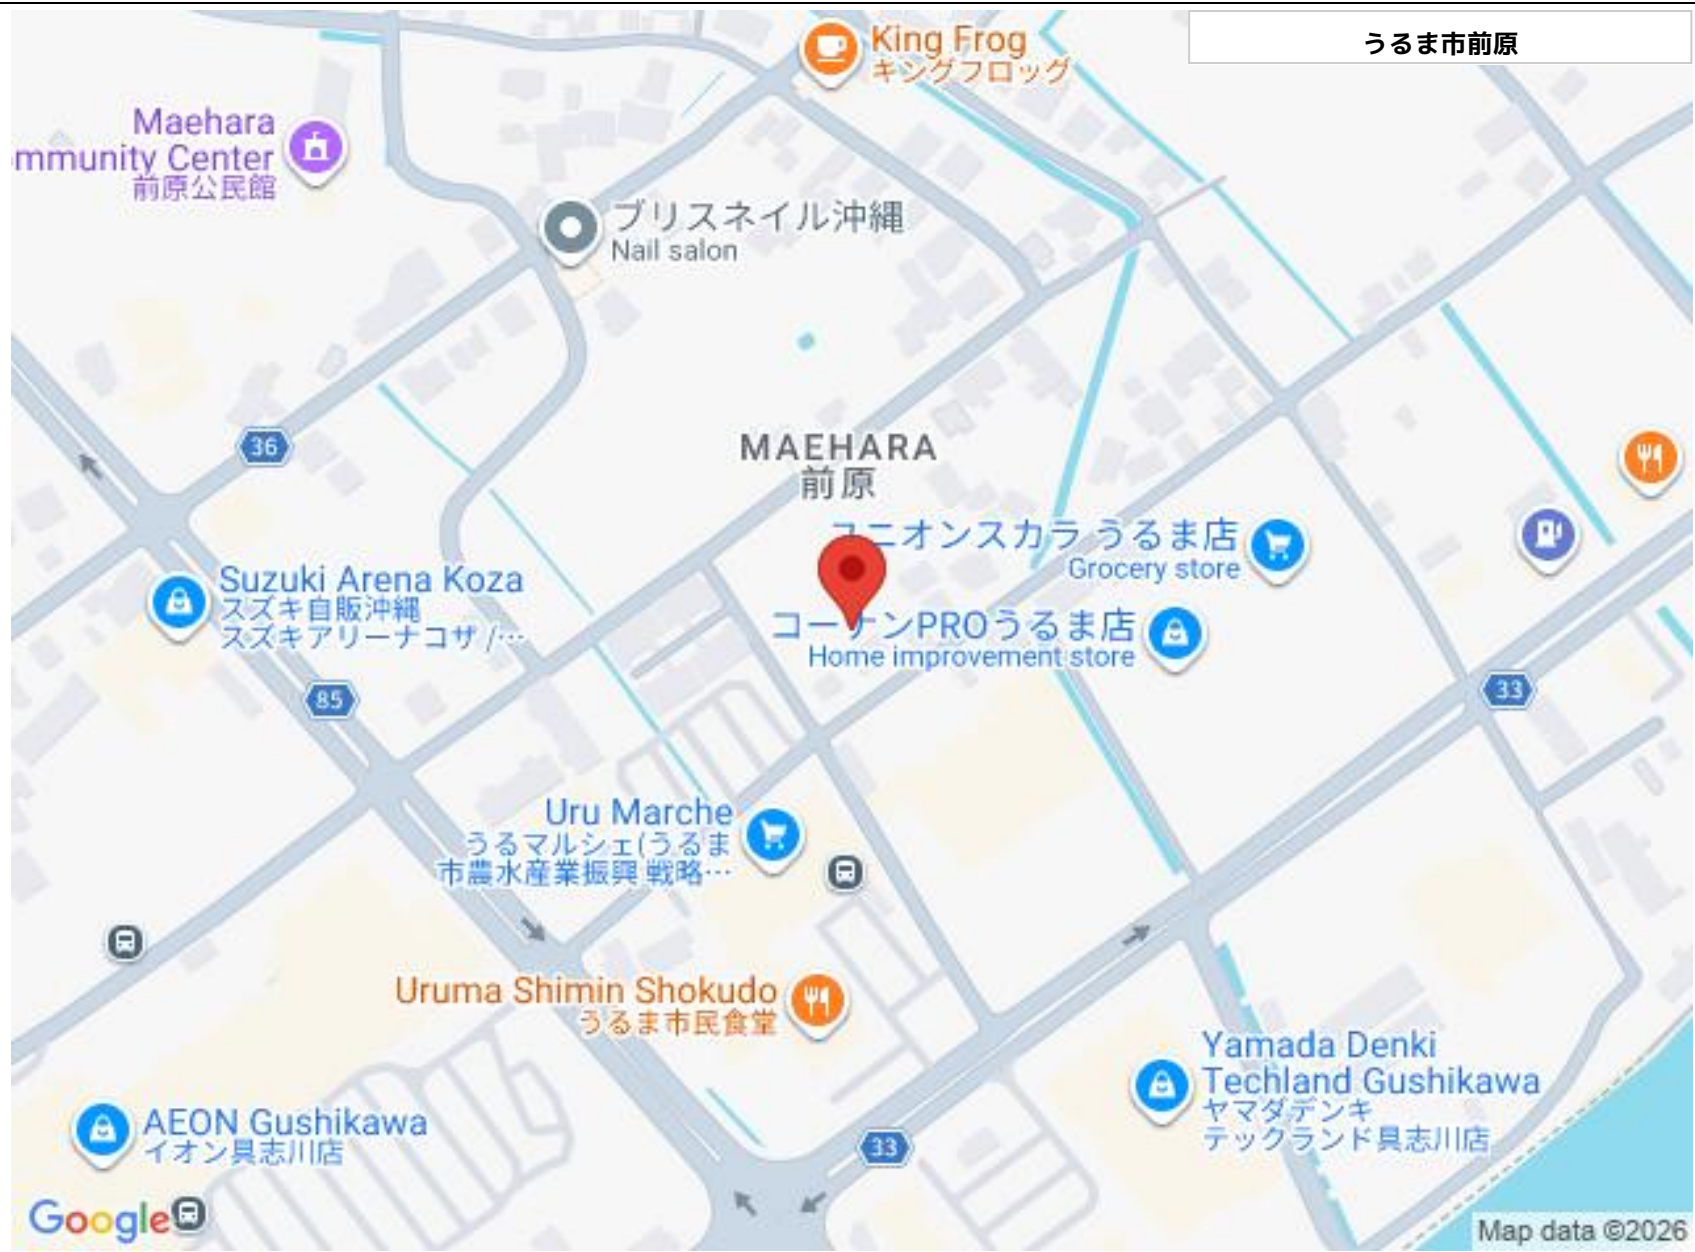 うるま市前原
King Frog
キングフロッグ
Maehara
mmunity Center
前原公民館
ブリスネイル沖縄
Nail salon
MAEHARA
前原
36
ユニオンスカラ うるま店
Grocery store
Suzuki Arena Koza
スズキ自販沖縄
スズキアリーナコザ /…
コーナンPROうるま店
Home improvement store
85
33
Uru Marche
うるマルシェ(うるま
市農水産業振興 戦略…
Uruma Shimin Shokudo
うるま市民食堂
Yamada Denki
Techland Gushikawa
ヤマダデンキ
テックランド具志川店
AEON Gushikawa
イオン具志川店
33
Google
Map data ©2026